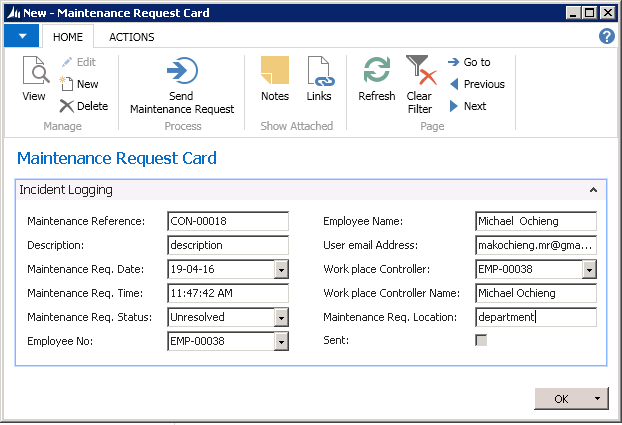 New - Maintenance Request Card
HOME ACTIONS
View
Edit
New
Delete
Manage
Send
Maintenance Request
Process
Notes
Links
Show Attached
Refresh
Clear
Filter
Go to
Previous
Next
Page
Maintenance Request Card
Incident Logging
Maintenance Reference: CON-00018
Description: description
Maintenance Req. Date: 19-04-16
Maintenance Req. Time: 11:47:42 AM
Maintenance Req. Status: Unresolved
Employee No: EMP-00038
Employee Name: Michael  Ochieng
User email Address: makochieng.mr@gma...
Work place Controller: EMP-00038
Work place Controller Name: Michael Ochieng
Maintenance Req. Location: department
Sent:
OK